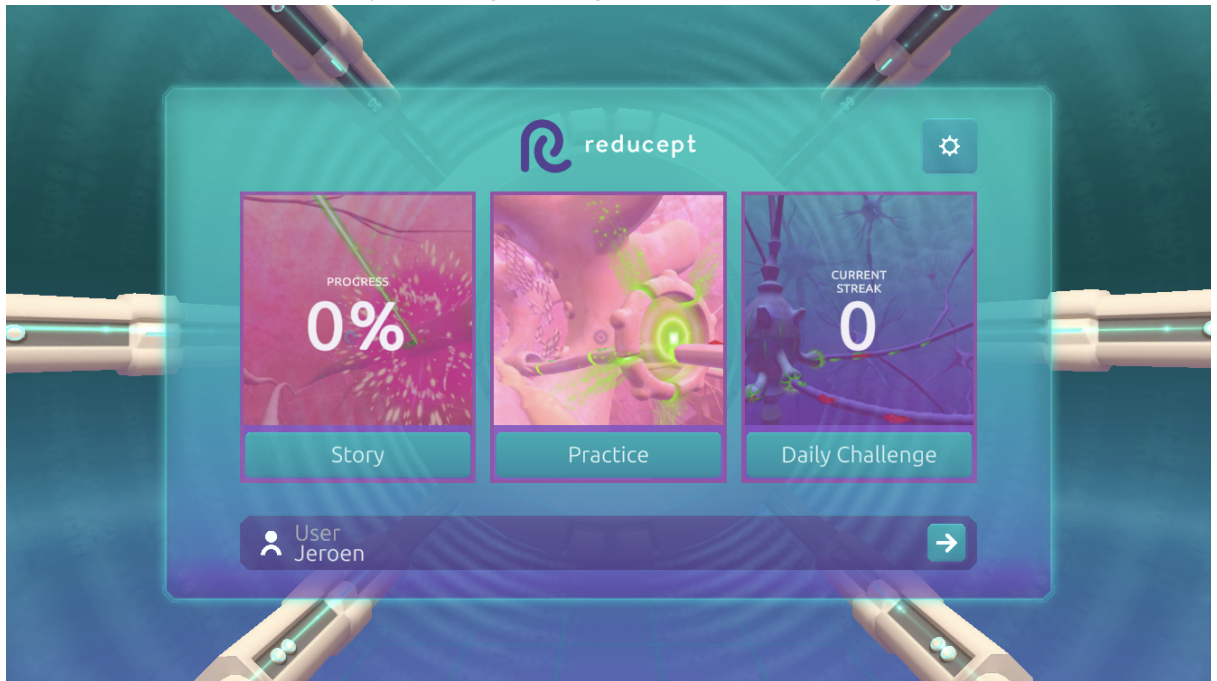 reducept
PROGRESS
0%
CURRENT
STREAK
0
Story
Practice
Daily Challenge
User
Jeroen